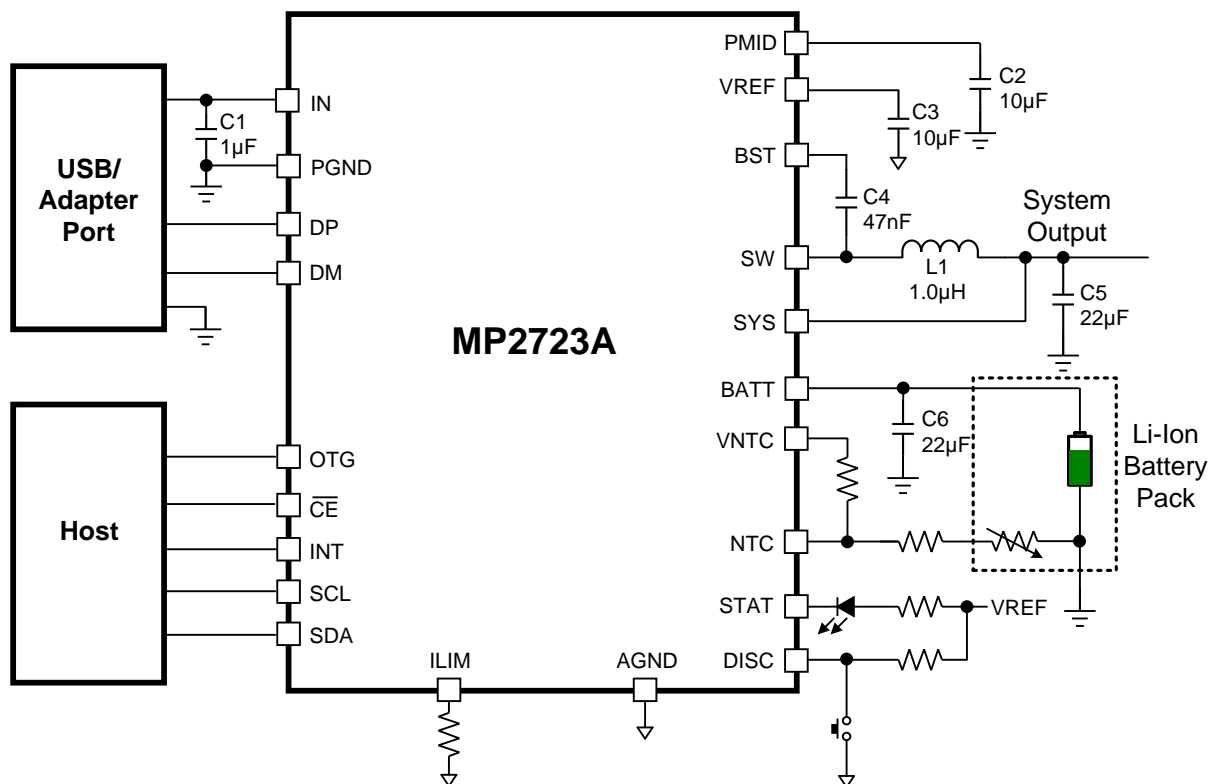 USB/
Adapter
Port
C1
1µF
IN
PGND
DP
DM
Host
OTG
CE
INT
SCL
SDA
MP2723A
ILIM
AGND
PMID
VREF
BST
SW
SYS
BATT
VNTC
NTC
STAT
DISC
C2
10µF
C3
10µF
C4
47nF
L1
1.0µH
System
Output
C5
22µF
C6
22µF
Li-Ion
Battery
Pack
VREF